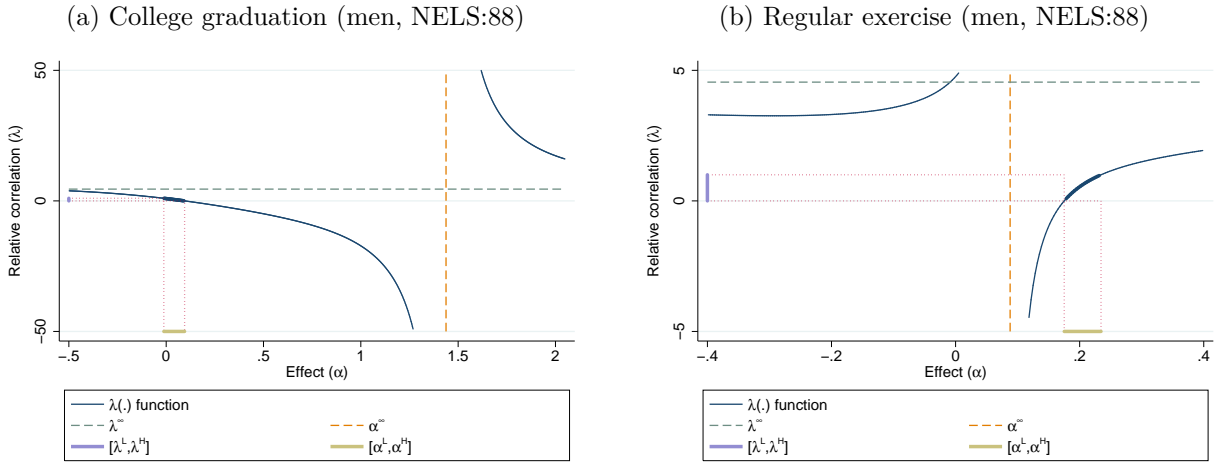 (a) College graduation (men, NELS:88)
50
0
−50
Relative correlation (λ)
−.5
0
.5
1
1.5
2
Effect (α)
λ(.) function
λ^∞
α^∞
[λ^L,λ^H]
[α^L,α^H]
(b) Regular exercise (men, NELS:88)
5
0
−5
Relative correlation (λ)
−.4
−.2
0
.2
.4
Effect (α)
λ(.) function
λ^∞
α^∞
[λ^L,λ^H]
[α^L,α^H]